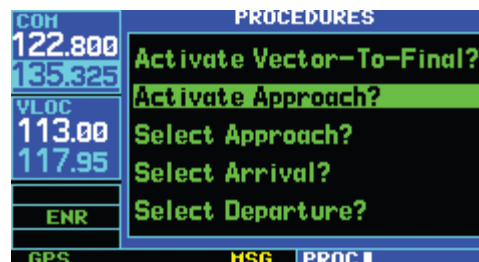 COM
122.800
135.325
VLOC
113.00
117.95
ENR
GPS
PROCEDURES
Activate Vector-To-Final?
Activate Approach?
Select Approach?
Select Arrival?
Select Departure?
MSG
PROC